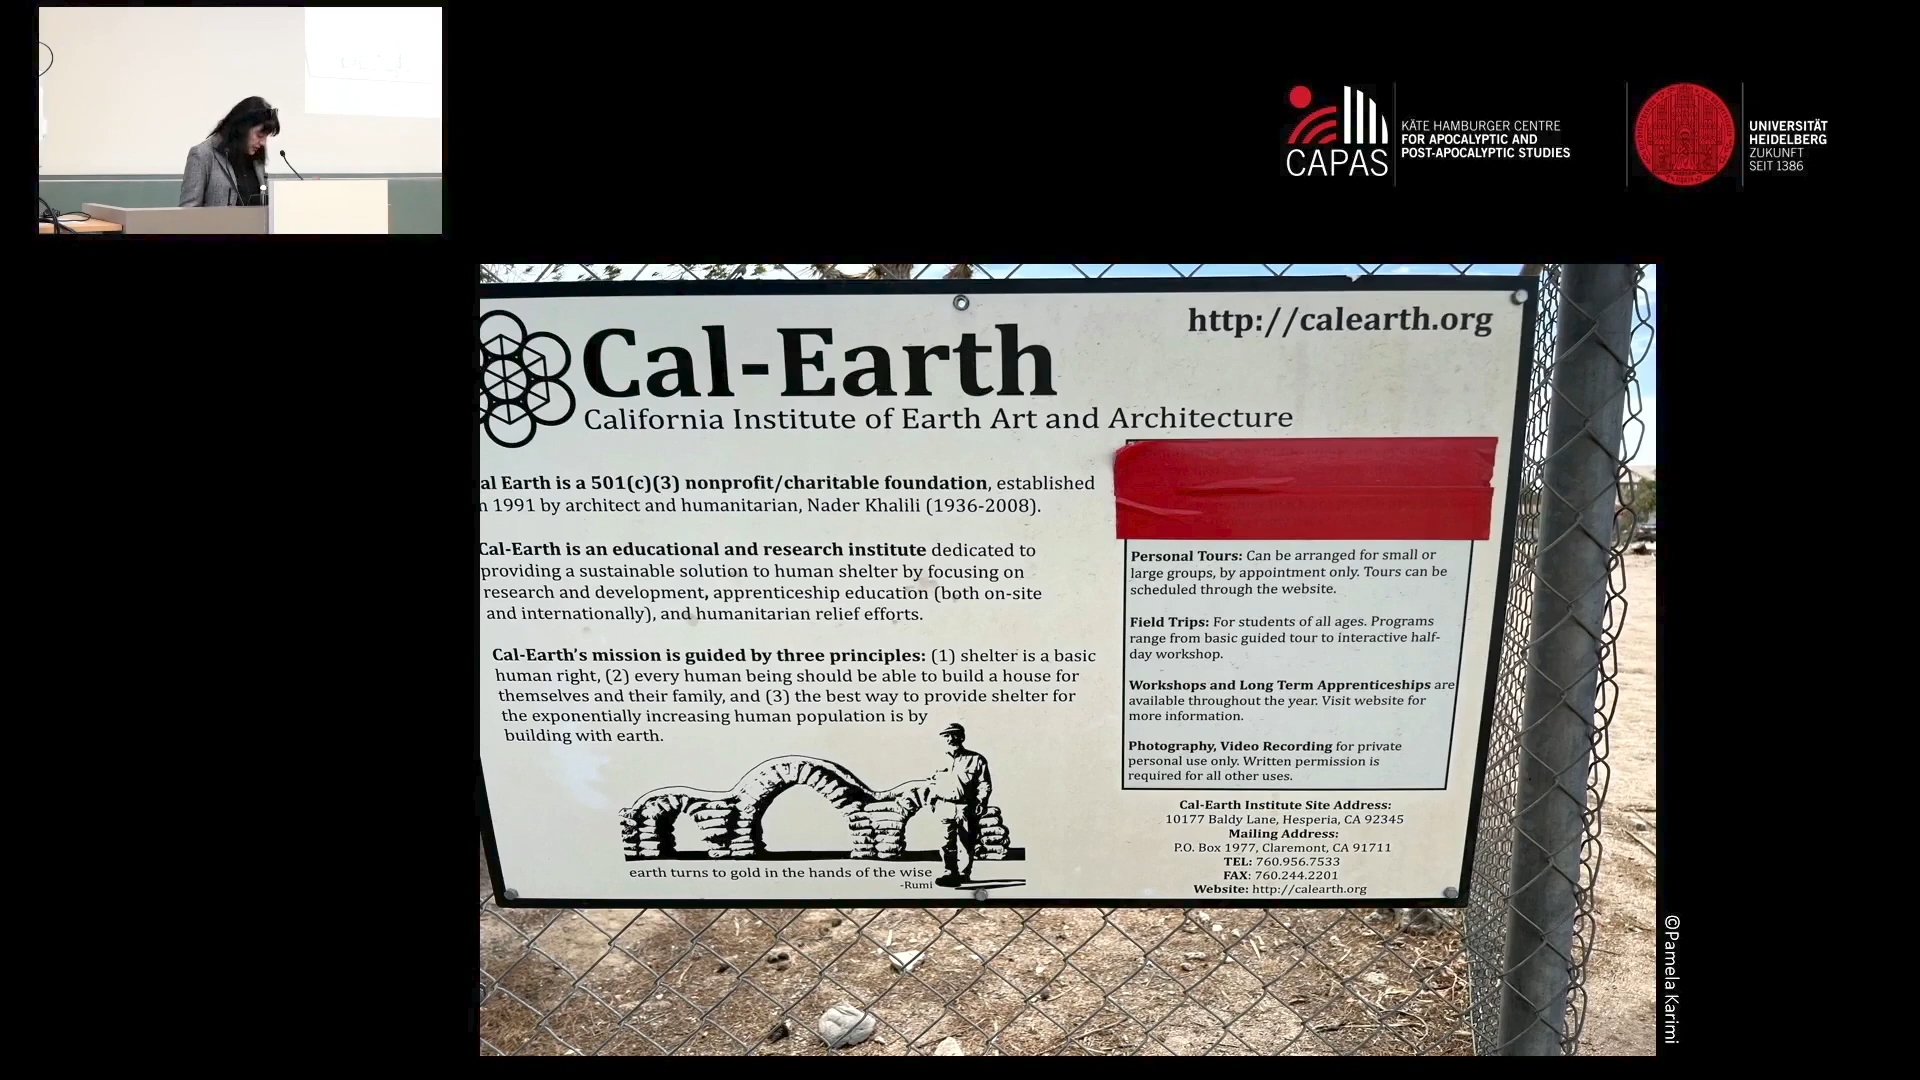 CAPAS
KÄTE HAMBURGER CENTRE
FOR APOCALYPTIC AND
POST-APOCALYPTIC STUDIES
UNIVERSITÄT
HEIDELBERG
ZUKUNFT
SEIT 1386
http://calearth.org
Cal-Earth
California Institute of Earth Art and Architecture
al Earth is a 501(c)(3) nonprofit/charitable foundation, established
n 1991 by architect and humanitarian, Nader Khalili (1936-2008).
Cal-Earth is an educational and research institute dedicated to
providing a sustainable solution to human shelter by focusing on
research and development, apprenticeship education (both on-site
and internationally), and humanitarian relief efforts.
Cal-Earth's mission is guided by three principles: (1) shelter is a basic
human right, (2) every human being should be able to build a house for
themselves and their family, and (3) the best way to provide shelter for
the exponentially increasing human population is by
building with earth.
earth turns to gold in the hands of the wise
-Rumi
Personal Tours: Can be arranged for small or
large groups, by appointment only. Tours can be
scheduled through the website.
Field Trips: For students of all ages. Programs
range from basic guided tour to interactive half-
day workshop.
Workshops and Long Term Apprenticeships are
available throughout the year. Visit website for
more information.
Photography, Video Recording for private
personal use only. Written permission is
required for all other uses.
Cal-Earth Institute Site Address:
10177 Baldy Lane, Hesperia, CA 92345
Mailing Address:
P.O. Box 1977, Claremont, CA 91711
TEL: 760.956.7533
FAX: 760.244.2201
Website: http://calearth.org
©Pamela Karimi